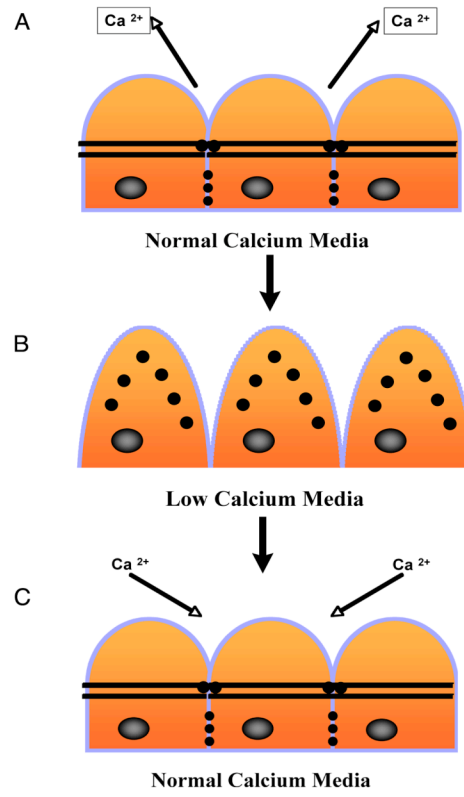 A
Ca 2+ Ca 2+
Normal Calcium Media
B
Low Calcium Media
Ca 2+ Ca 2+
C
Normal Calcium Media